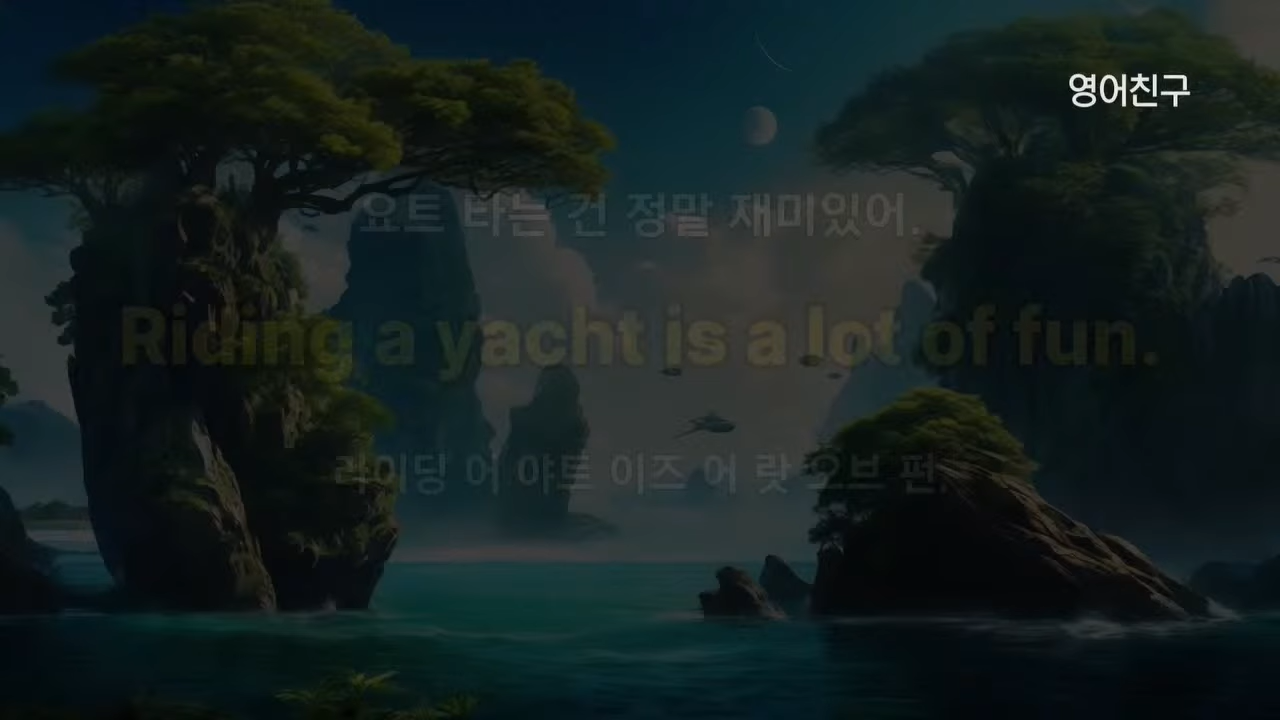 영어친구
요트 타는 건 정말 재미있어.
Riding a yacht is a lot of fun.
라이딩 어 야트 이즈 어 랏 오브 펀.